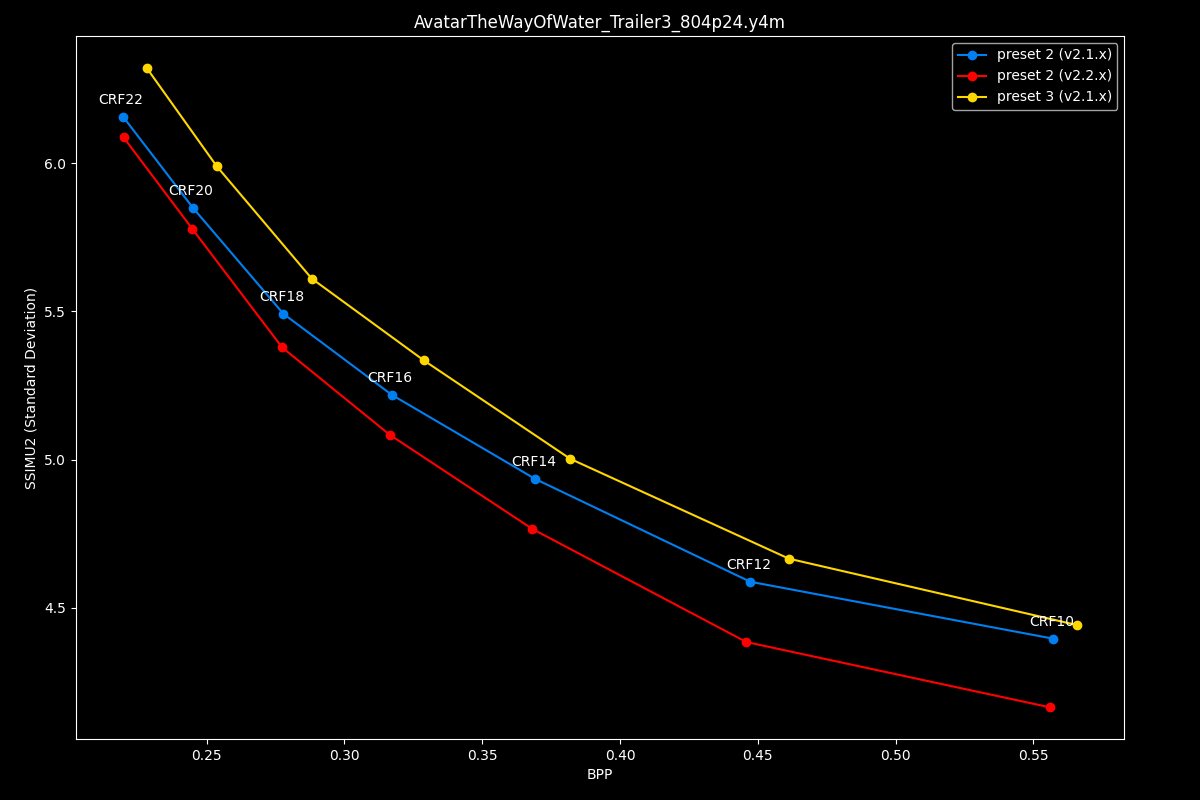 AvatarTheWayOfWater_Trailer3_804p24.y4m
preset 2 (v2.1.x)
preset 2 (v2.2.x)
preset 3 (v2.1.x)
CRF22
CRF20
CRF18
CRF16
CRF14
CRF12
CRF10
6.0
5.5
5.0
4.5
SSIMU2 (Standard Deviation)
0.25
0.30
0.35
0.40
0.45
0.50
0.55
BPP